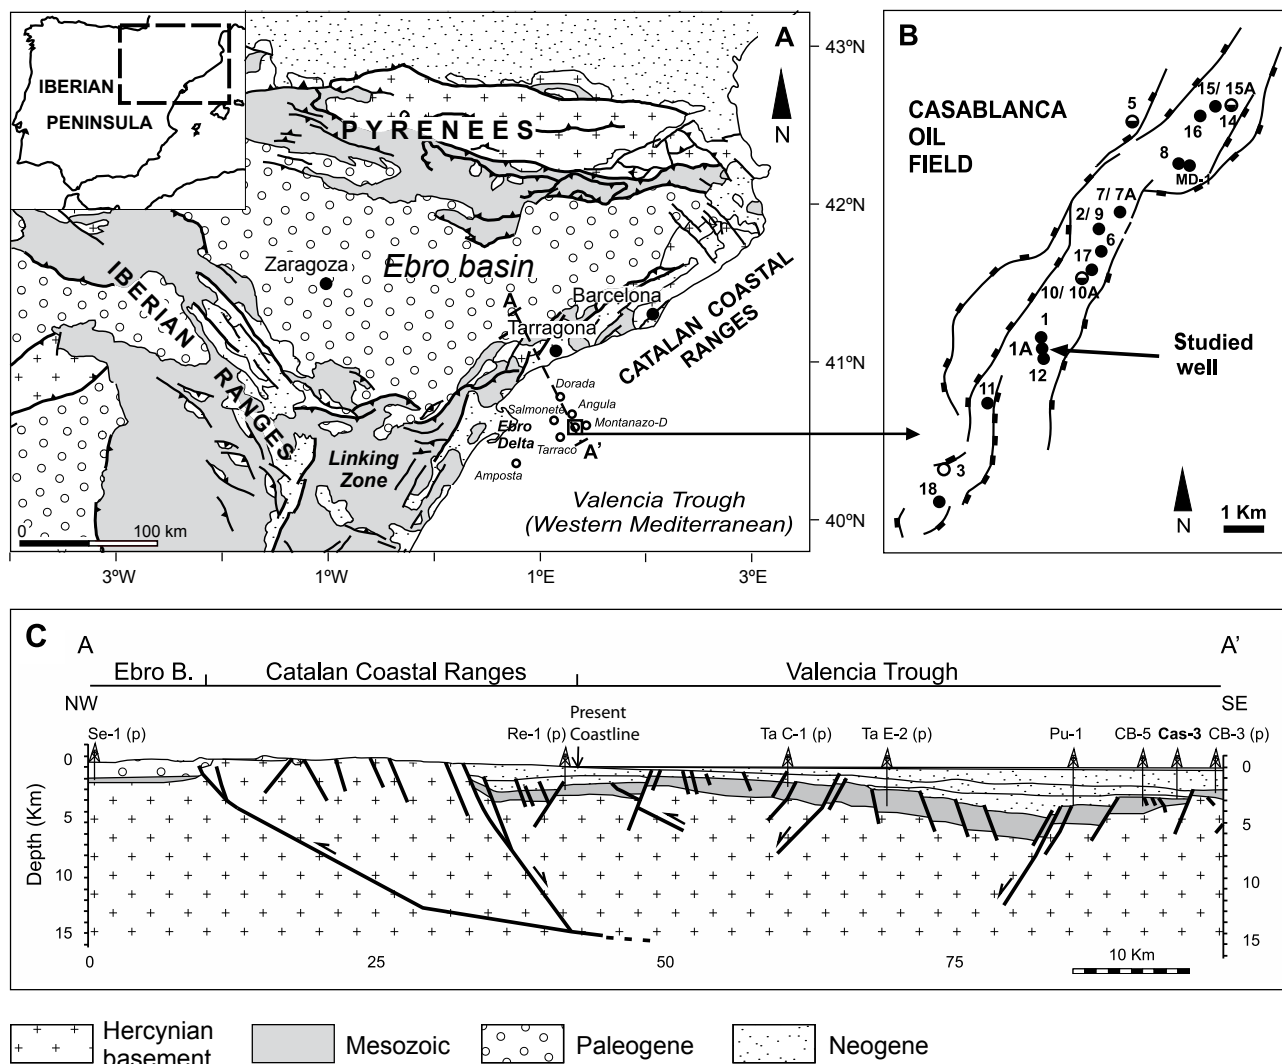 A
IBERIAN
PENINSULA
PYRENEES
N
43ºN
42ºN
41ºN
40ºN
Zaragoza
Ebro basin
IBERIAN
RANGES
A
Barcelona
Tarragona
CATALAN COASTAL
RANGES
Dorada
Angula
Salmonete
Montanazo-D
Ebro
Delta
Tarraco
A'
Amposta
Linking
Zone
Valencia Trough
(Western Mediterranean)
0
100 km
3ºW
1ºW
1ºE
3ºE
B
CASABLANCA
OIL
FIELD
5
15/ 15A
16
14
8
MD-1
7/ 7A
2/ 9
6
17
10/ 10A
1
1A
12
Studied
well
11
3
18
N
1 Km
C
A
A'
Ebro B.
Catalan Coastal Ranges
Valencia Trough
NW
SE
Se-1 (p)
Re-1 (p)
Present
Coastline
Ta C-1 (p)
Ta E-2 (p)
Pu-1
CB-5
Cas-3
CB-3 (p)
Depth (Km)
0
5
10
15
0
5
10
15
0
25
50
75
10 Km
Hercynian
basement
Mesozoic
Paleogene
Neogene